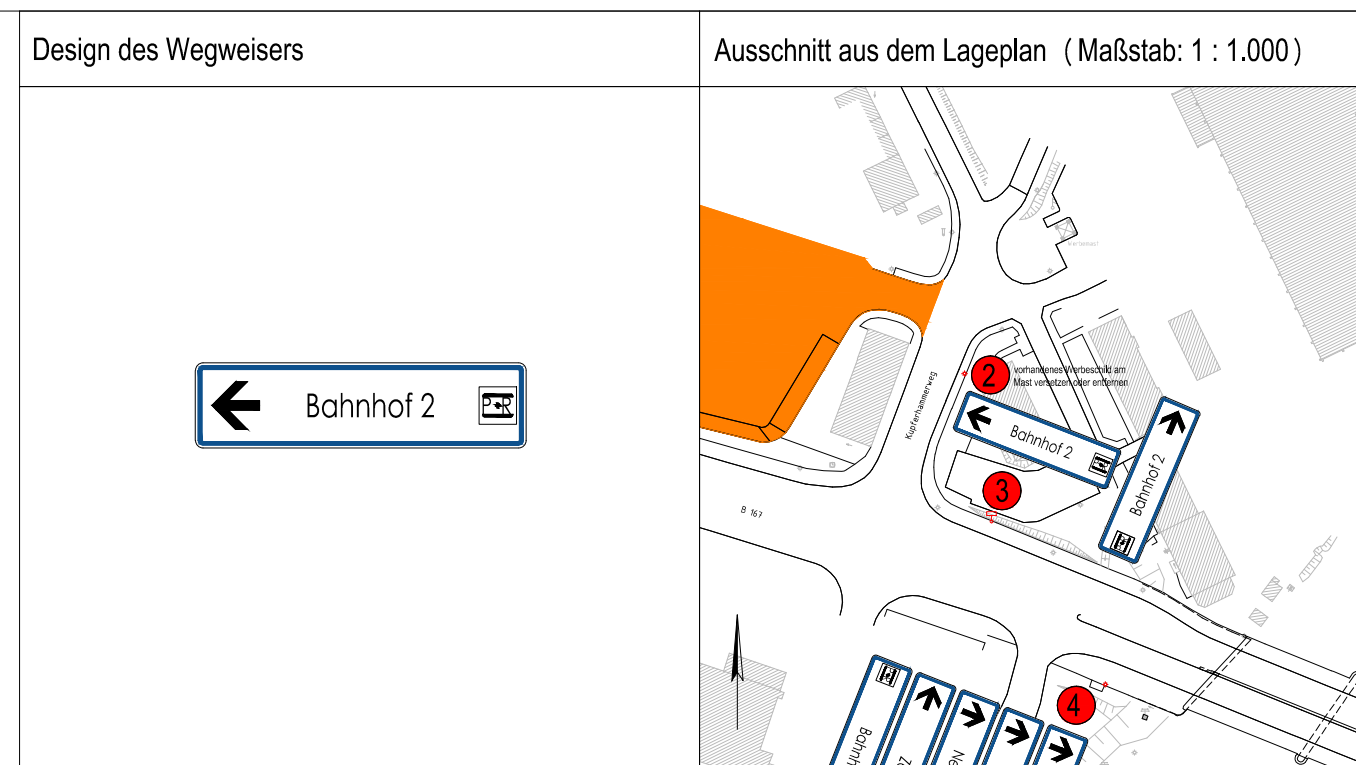 Design des Wegweisers
Ausschnitt aus dem Lageplan (Maßstab: 1 : 1.000)
Bahnhof 2
P+R
2
vorhandenes Werbeschild am
Mast versetzen oder entfernen
Kupferhammerweg
Bahnhof 2
Bahnhof 2
3
B 167
4